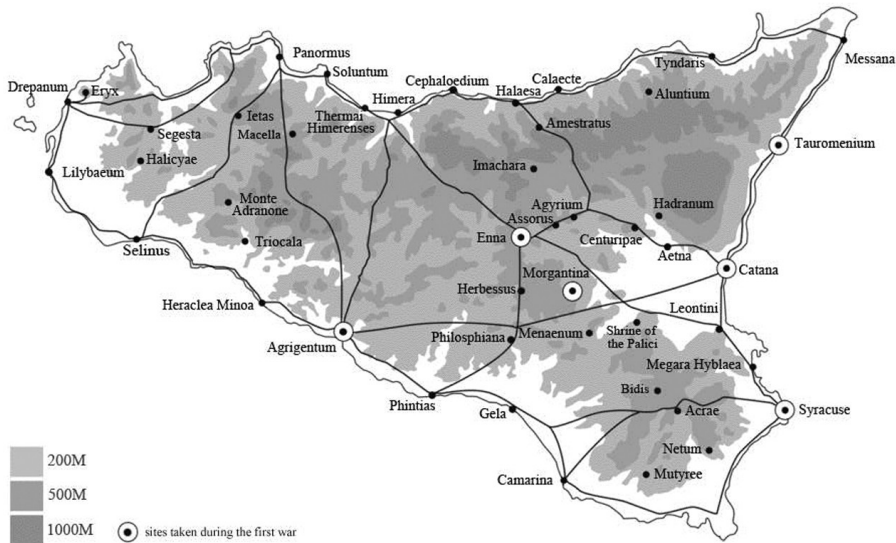 Panormus
Soluntum
Drepanum
Eryx
Cephaloedium
Halaesa
Calaecte
Tyndaris
Messana
Himera
Thermai
Himerenses
Ietas
Macella
Segesta
Halicyae
Aluntium
Amestratus
Tauromenium
Lilybaeum
Imachara
Monte
Adranone
Agyrium
Assorus
Hadranum
Selinus
Triocala
Enna
Centuripae
Aetna
Catana
Morgantina
Herbessus
Heraclea Minoa
Leontini
Agrigentum
Philosphiana
Menaenum
Shrine of
the Palici
Megara Hyblaea
Bidis
Phintias
Gela
Acrae
Syracuse
Netum
Camarina
Mutyree
200M
500M
1000M
sites taken during the first war